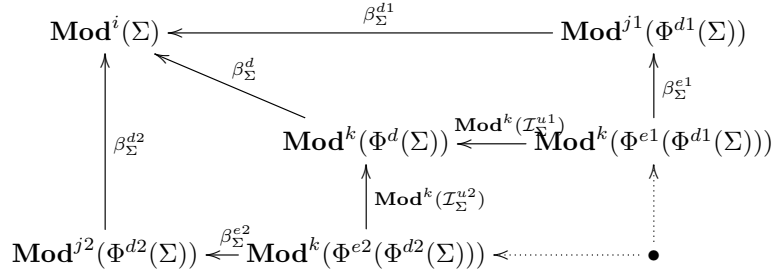 β_Σ^{d1}
Mod^i(Σ) Mod^{j1}(Φ^{d1}(Σ))
β_Σ^d β_Σ^{e1}
β_Σ^{d2} Mod^k(Φ^d(Σ)) Mod^k(I_Σ^{u1}) Mod^k(Φ^{e1}(Φ^{d1}(Σ)))
Mod^k(I_Σ^{u2})
Mod^{j2}(Φ^{d2}(Σ)) β_Σ^{e2} Mod^k(Φ^{e2}(Φ^{d2}(Σ)))